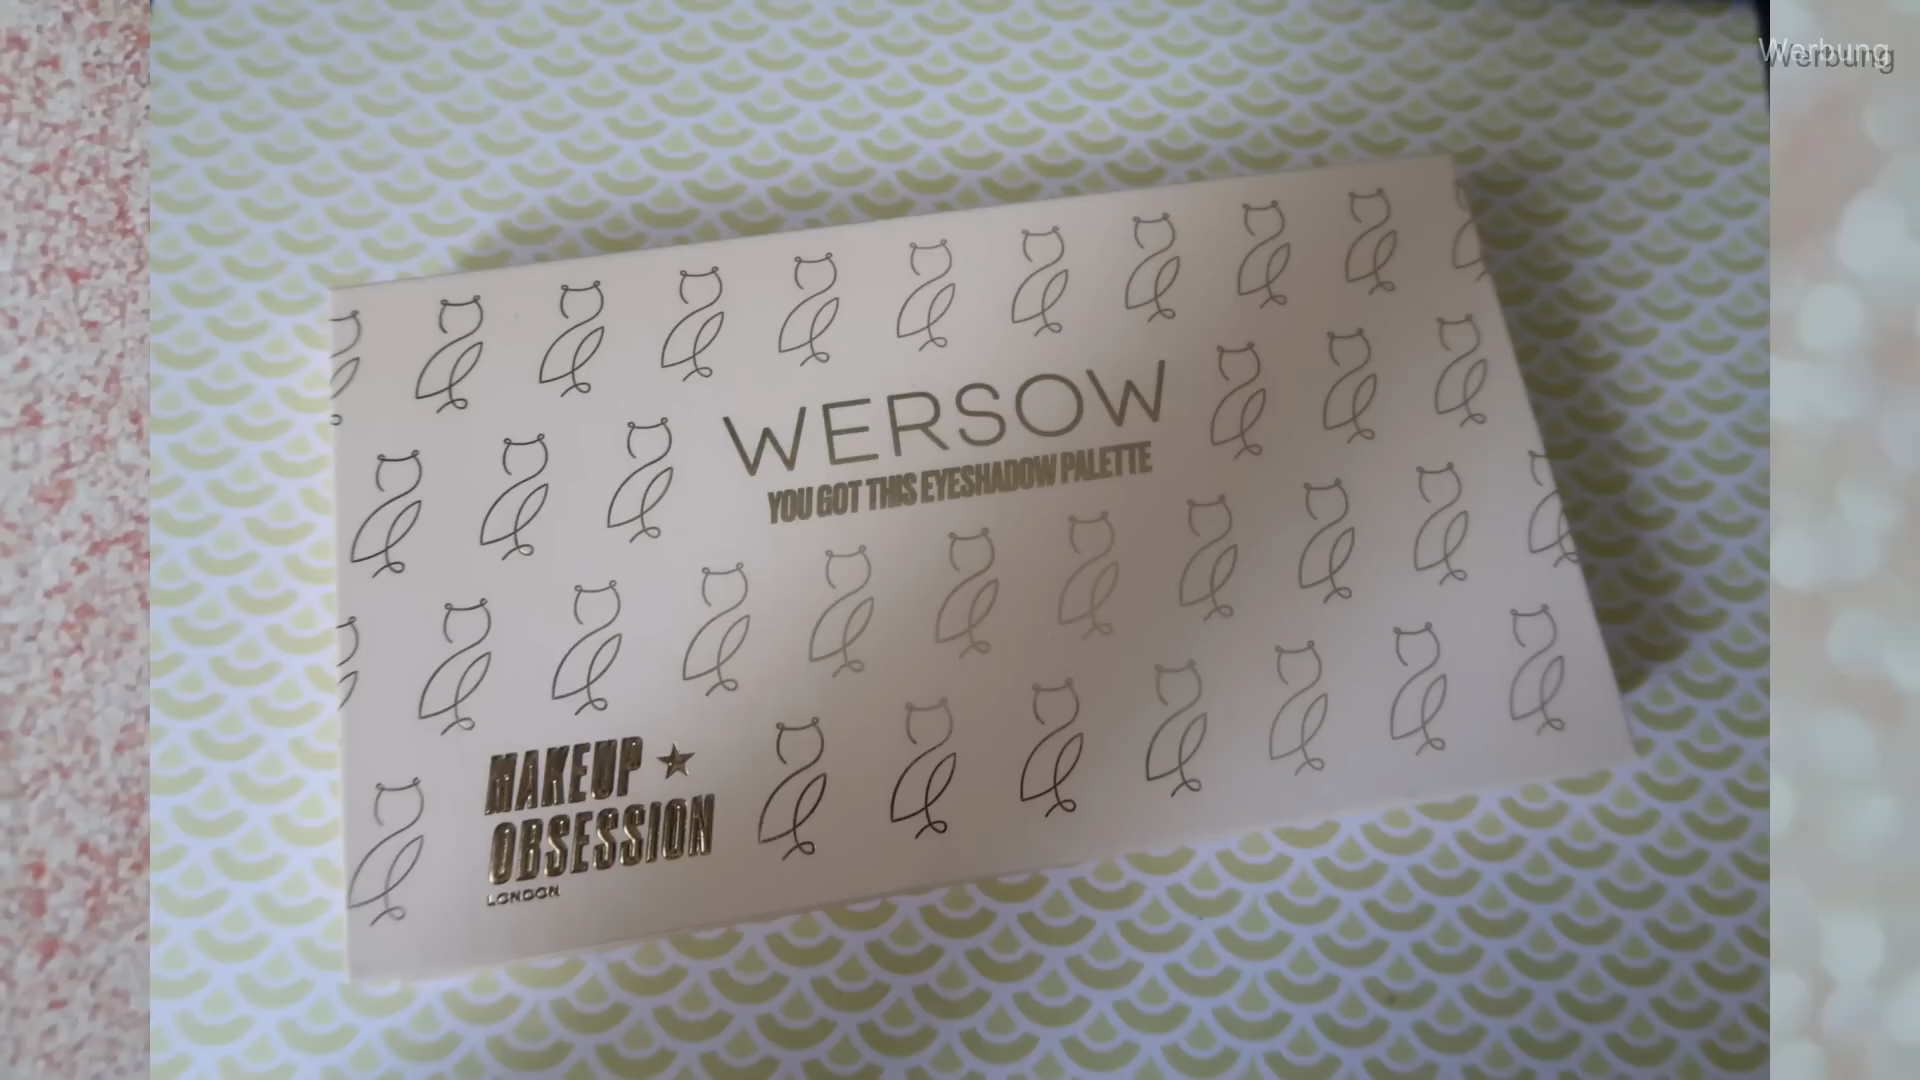 Werbung
WERSOW
YOU GOT THIS EYESHADOW PALETTE
MAKEUP
OBSESSION
LONDON